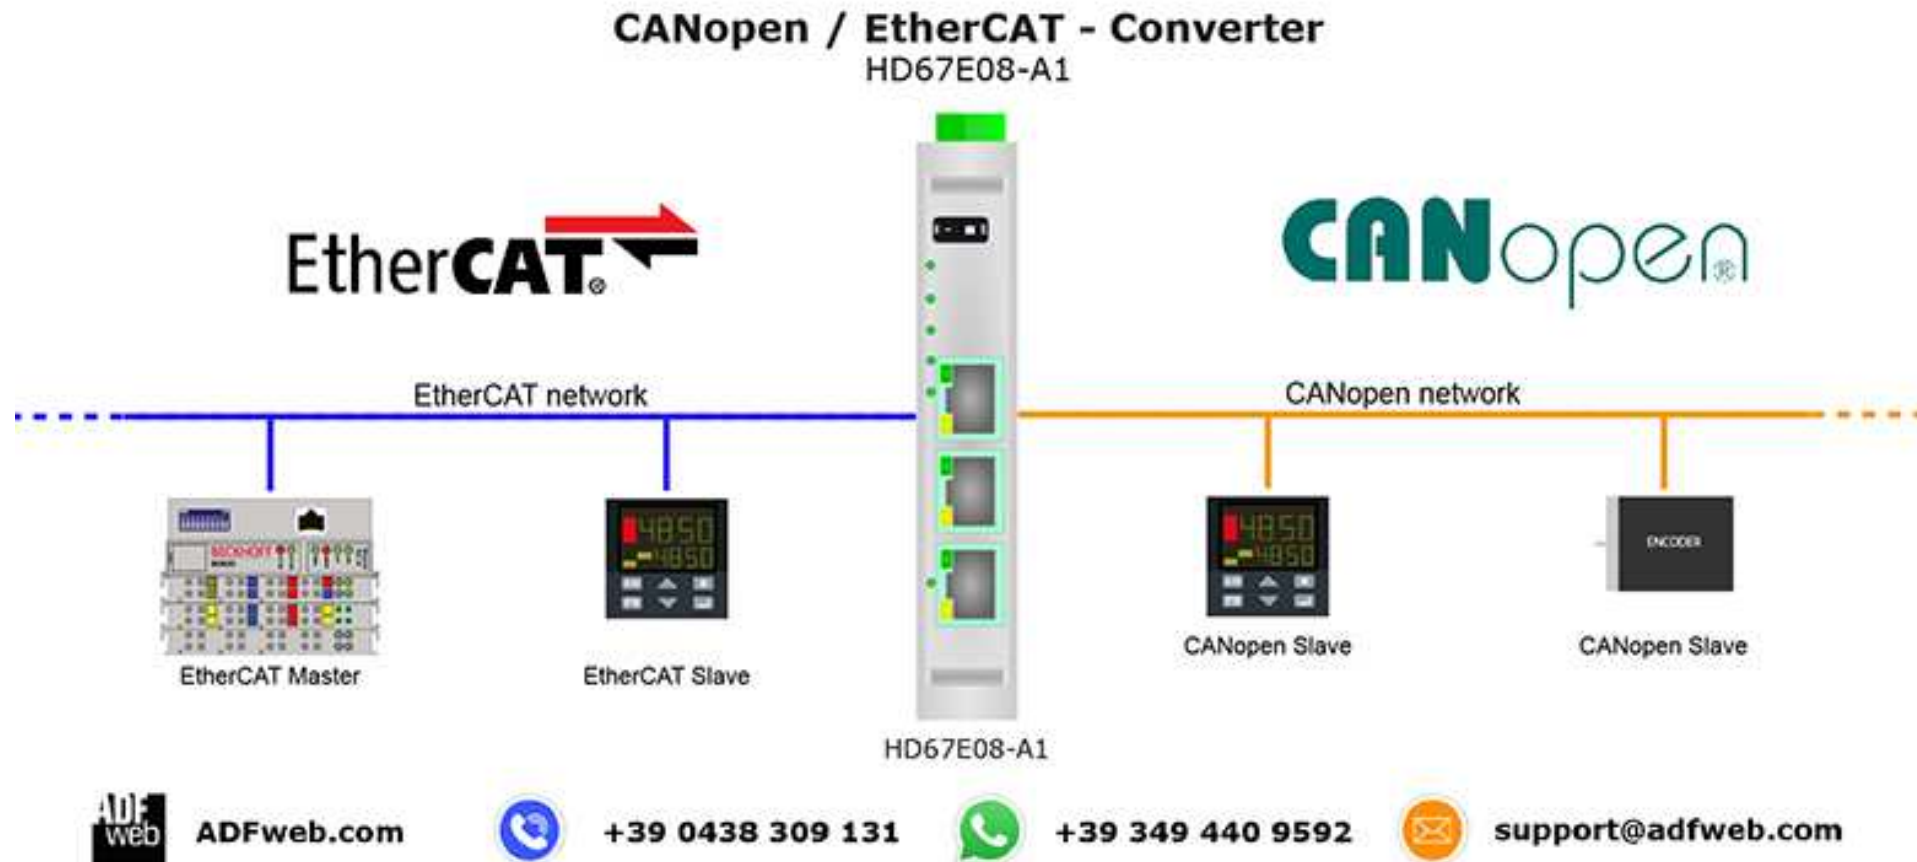 CANopen / EtherCAT - Converter
HD67E08-A1
EtherCAT®
CANopen®
EtherCAT network
CANopen network
BECKHOFF
4850
4850
4850
4850
ENCODER
EtherCAT Master
EtherCAT Slave
CANopen Slave
CANopen Slave
HD67E08-A1
ADF
web
ADFweb.com
+39 0438 309 131
+39 349 440 9592
support@adfweb.com